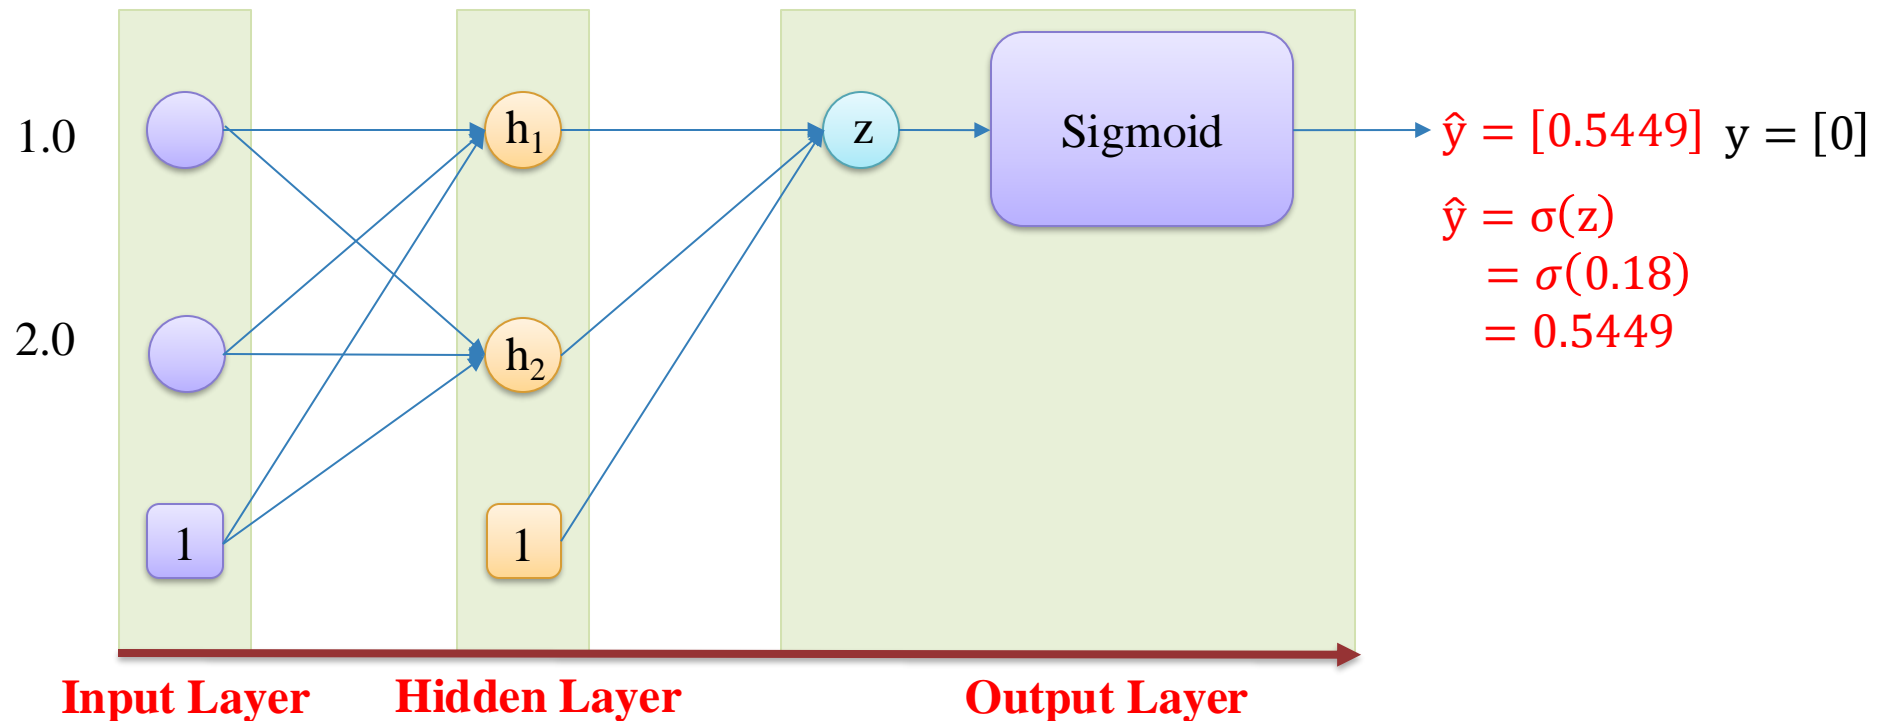 1.0
h₁
z
Sigmoid
ŷ = [0.5449] y = [0]
ŷ = σ(z)
= σ(0.18)
= 0.5449
2.0
h₂
1
1
Input Layer
Hidden Layer
Output Layer